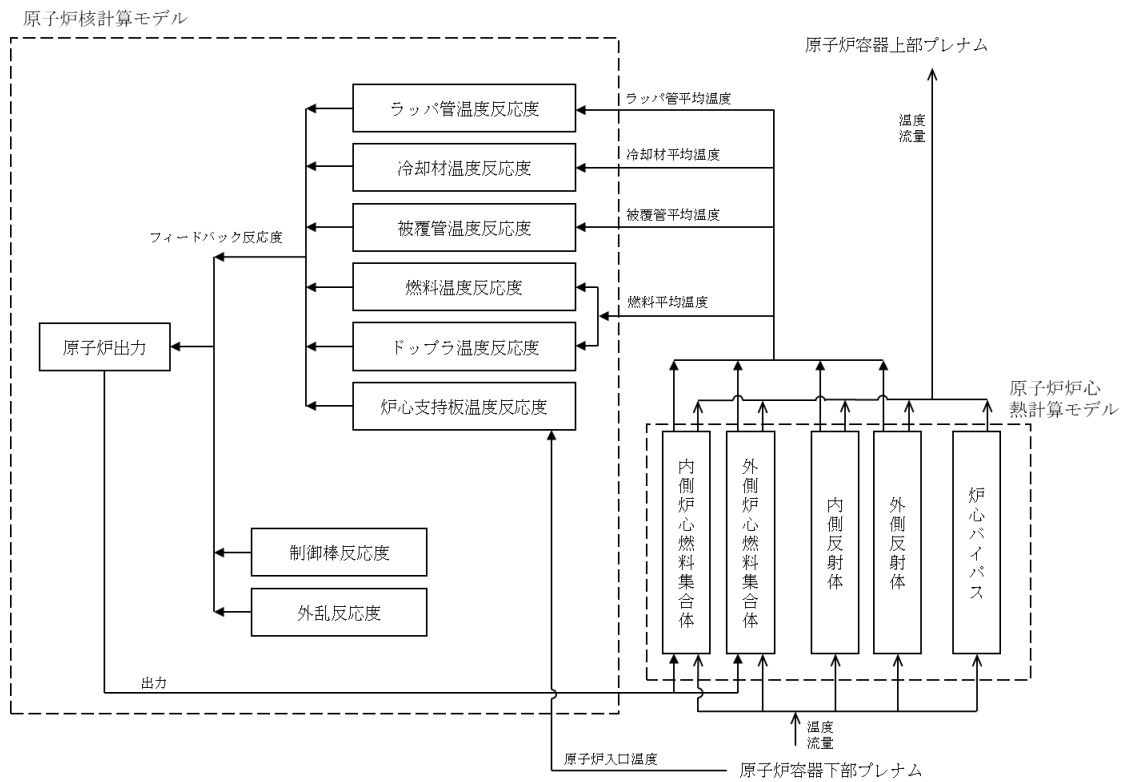 原子炉核計算モデル
原子炉容器上部プレナム
ラッパ管温度反応度
ラッパ管平均温度
温度
流量
冷却材温度反応度
冷却材平均温度
被覆管温度反応度
被覆管平均温度
フィードバック反応度
燃料温度反応度
燃料平均温度
原子炉出力
ドップラ温度反応度
炉心支持板温度反応度
原子炉炉心
熱計算モデル
内側炉心燃料集合体
外側炉心燃料集合体
内側反射体
外側反射体
炉心バイパス
制御棒反応度
外乱反応度
出力
温度
流量
原子炉入口温度
原子炉容器下部プレナム